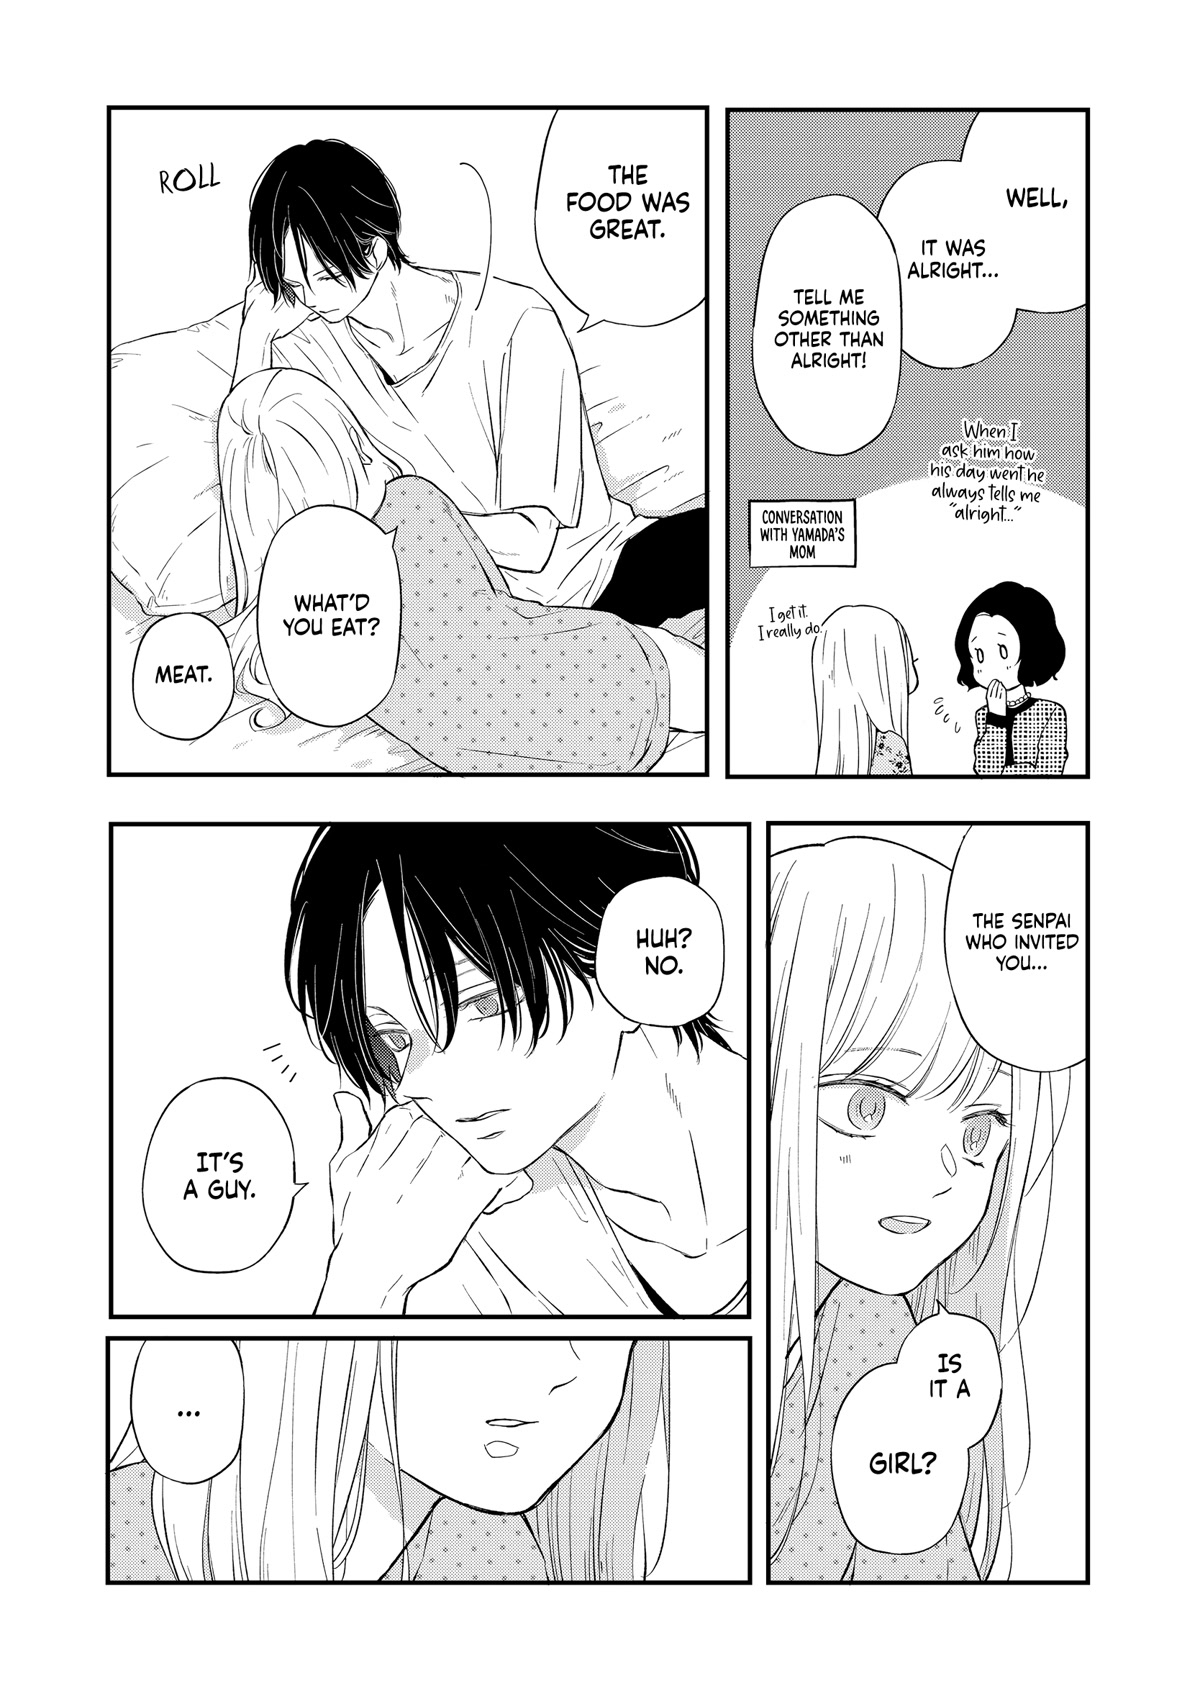 WELL,
IT WAS
ALRIGHT...
TELL ME
SOMETHING
OTHER THAN
ALRIGHT!
When I
ask him how
his day went he
always tells me
"alright..."
CONVERSATION
WITH YAMADA'S
MOM
I get it.
I really do.
THE
FOOD WAS
GREAT.
ROLL
WHAT'D
YOU EAT?
MEAT.
THE SENPAI
WHO INVITED
YOU...
IS
IT A
GIRL?
HUH?
NO.
IT'S
A GUY.
...